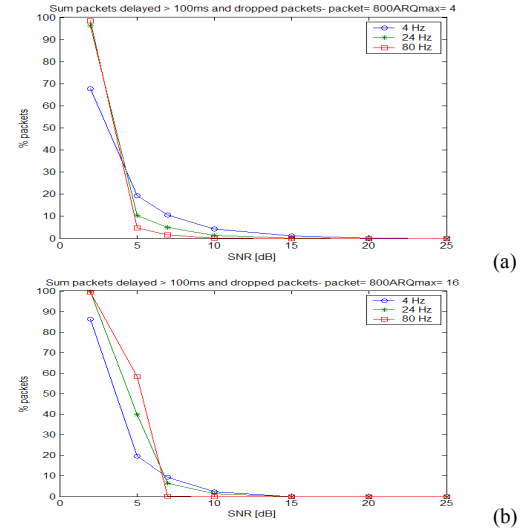 Sum packets delayed > 100ms and dropped packets- packet= 800ARQmax= 4
100
90
80
70
60
50
40
30
20
10
0
% packets
4 Hz
24 Hz
80 Hz
0
5
10
15
20
25
SNR [dB]
(a)
Sum packets delayed > 100ms and dropped packets- packet= 800ARQmax= 16
100
90
80
70
60
50
40
30
20
10
0
% packets
4 Hz
24 Hz
80 Hz
0
5
10
15
20
25
SNR [dB]
(b)